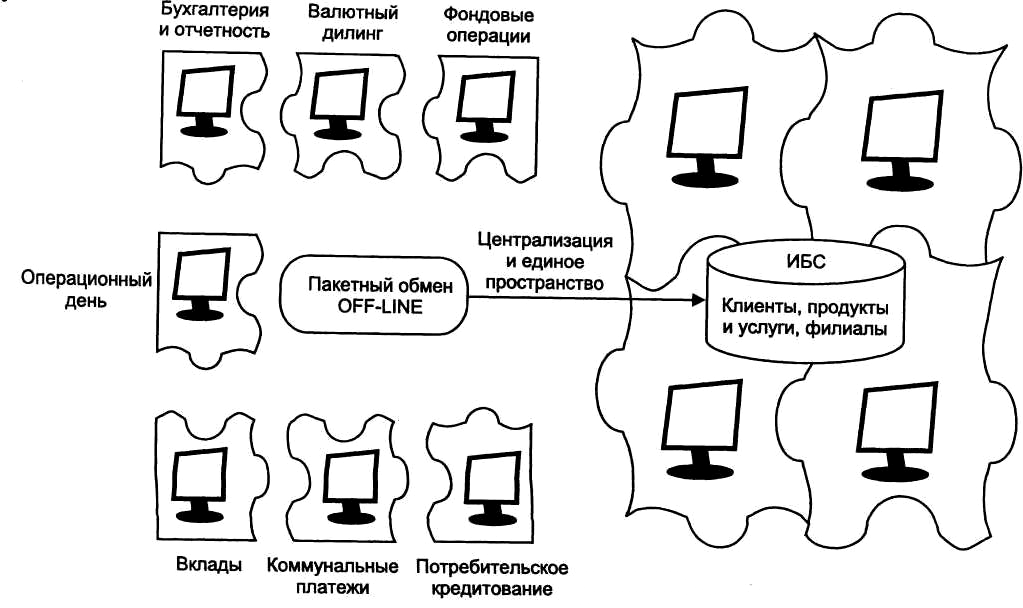 Бухгалтерия
и отчетность
Валютный
дилинг
Фондовые
операции
Операционный
день
Пакетный обмен
OFF-LINE
Централизация
и единое
пространство
ИБС
Клиенты, продукты
и услуги, филиалы
Вклады
Коммунальные
платежи
Потребительское
кредитование